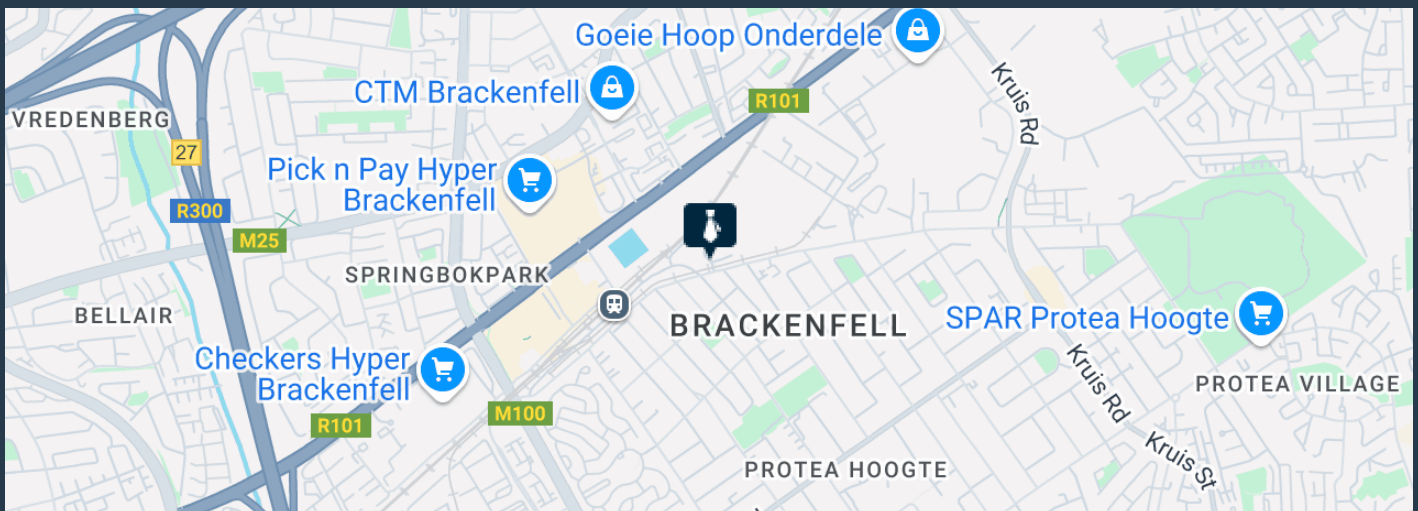 Goeie Hoop Onderdele
CTM Brackenfell
R101
Kruis Rd
VREDENBERG
27
Pick n Pay Hyper
Brackenfell
R300
M25
SPRINGBOKPARK
BELLAIR
BRACKENFELL
SPAR Protea Hoogte
Checkers Hyper
Brackenfell
Kruis Rd
PROTEA VILLAGE
R101
M100
PROTEA HOOGTE
Kruis St